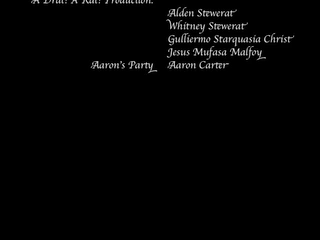 A Drat! A Rat! Production.
Alden Stewerat
Whitney Stewerat
Gulliermo Starquasia Christ
Jesus Mufasa Malfoy
Aaron's Party Aaron Carter